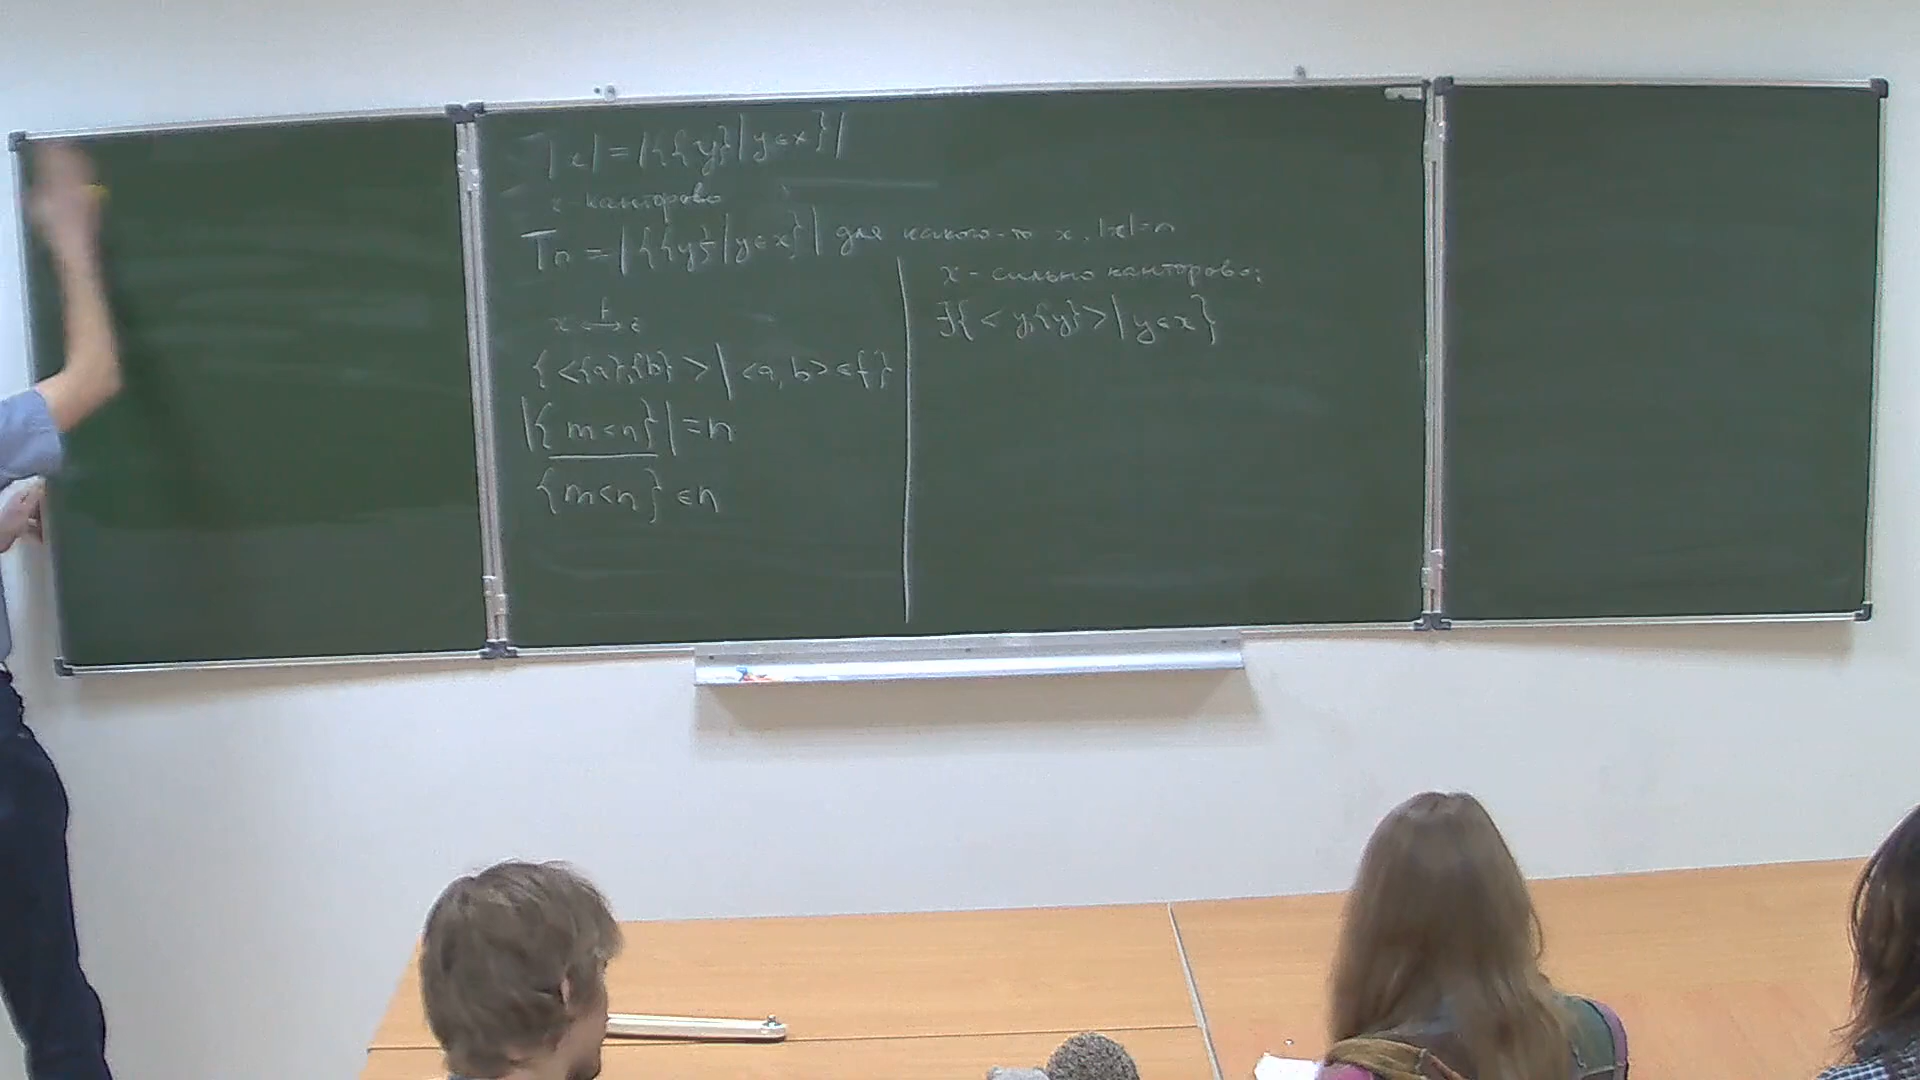 |x| = |{{y}|y∈x}|
x - канторово
Tn = |{{y}|y∈x}| для какого-то x, |x|=n
x ⟷ z
f
{<{a},{b}>|<a,b>∈f}
|{m<n}|=n
{m<n}∈n
x - сильно канторово:
∃{<y,{y}>|y∈x}